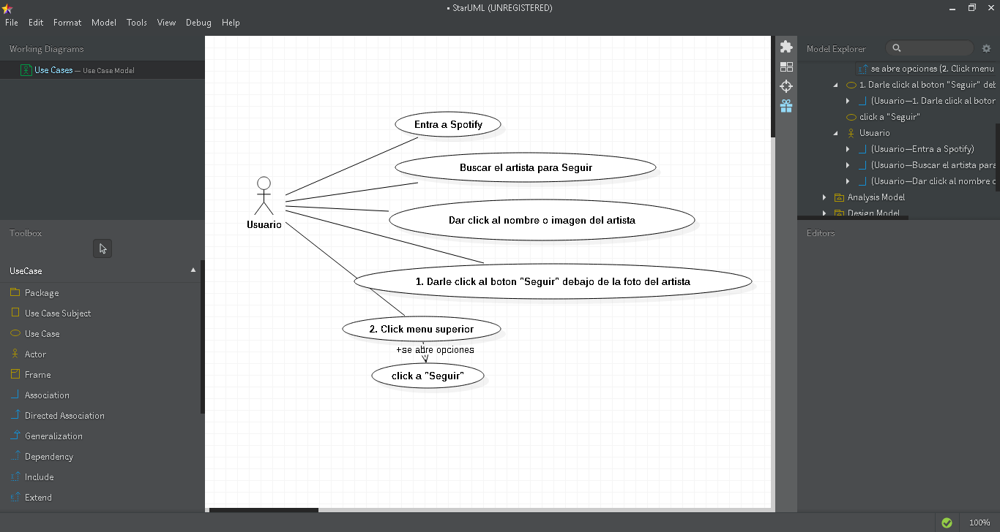 • StarUML (UNREGISTERED)
File Edit Format Model Tools View Debug Help
Working Diagrams
Use Cases — Use Case Model
Toolbox
UseCase
Package
Use Case Subject
Use Case
Actor
Frame
Association
Directed Association
Generalization
Dependency
Include
Extend
Usuario
Entra a Spotify
Buscar el artista para Seguir
Dar click al nombre o imagen del artista
1. Darle click al boton "Seguir" debajo de la foto del artista
2. Click menu superior
+se abre opciones
click a "Seguir"
Model Explorer
se abre opciones (2. Click menu
1. Darle click al boton "Seguir" deb
(Usuario—1. Darle click al boton
click a "Seguir"
Usuario
(Usuario—Entra a Spotify)
(Usuario—Buscar el artista para
(Usuario—Dar click al nombre o
Analysis Model
Design Model
Editors
100%